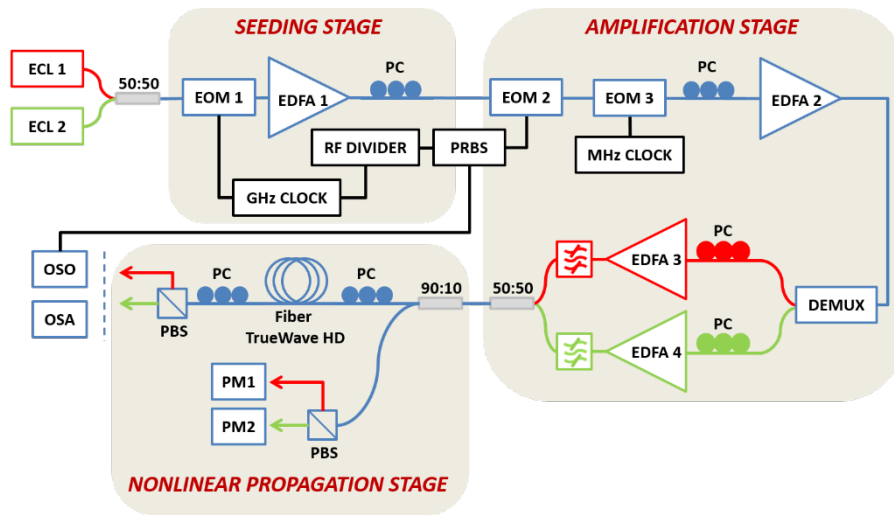 SEEDING STAGE
AMPLIFICATION STAGE
ECL 1
ECL 2
50:50
EOM 1
EDFA 1
PC
EOM 2
EOM 3
PC
EDFA 2
RF DIVIDER
PRBS
MHz CLOCK
GHz CLOCK
OSO
OSA
PBS
PC
Fiber
TrueWave HD
PC
90:10
50:50
EDFA 3
PC
DEMUX
EDFA 4
PC
PM1
PM2
PBS
NONLINEAR PROPAGATION STAGE